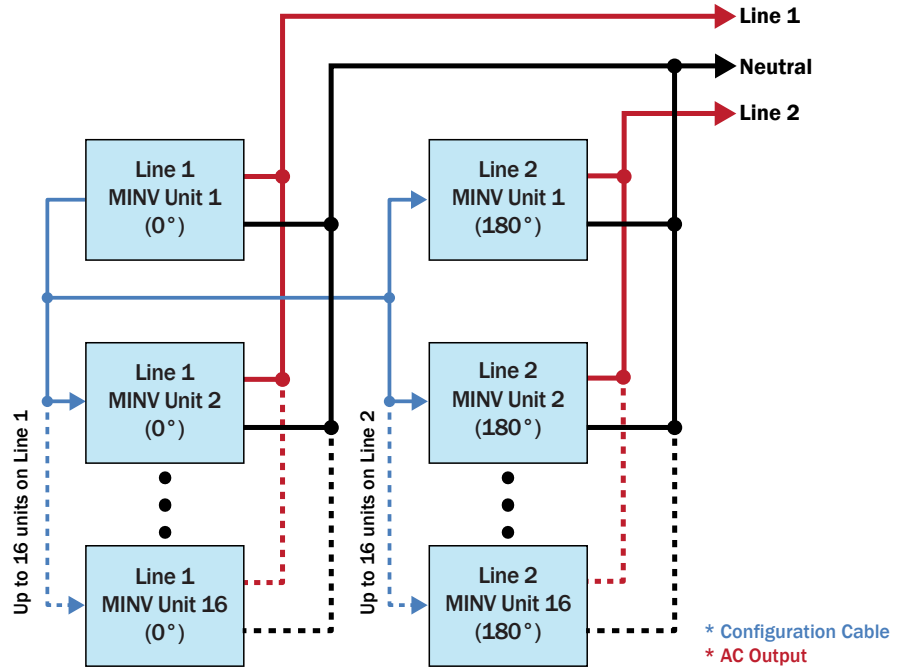 Line 1
Neutral
Line 2
Line 1
MINV Unit 1
(0°)
Line 2
MINV Unit 1
(180°)
Line 1
MINV Unit 2
(0°)
Line 2
MINV Unit 2
(180°)
Up to 16 units on Line 1
Up to 16 units on Line 2
Line 1
MINV Unit 16
(0°)
Line 2
MINV Unit 16
(180°)
* Configuration Cable
* AC Output